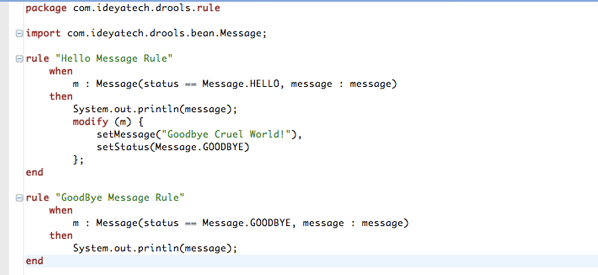 package com.ideyatech.drools.rule
import com.ideyatech.drools.bean.Message;
rule "Hello Message Rule"
when
m : Message(status == Message.HELLO, message : message)
then
System.out.println(message);
modify (m) {
setMessage("Goodbye Cruel World!"),
setStatus(Message.GOODBYE)
};
end
rule "GoodBye Message Rule"
when
m : Message(status == Message.GOODBYE, message : message)
then
System.out.println(message);
end